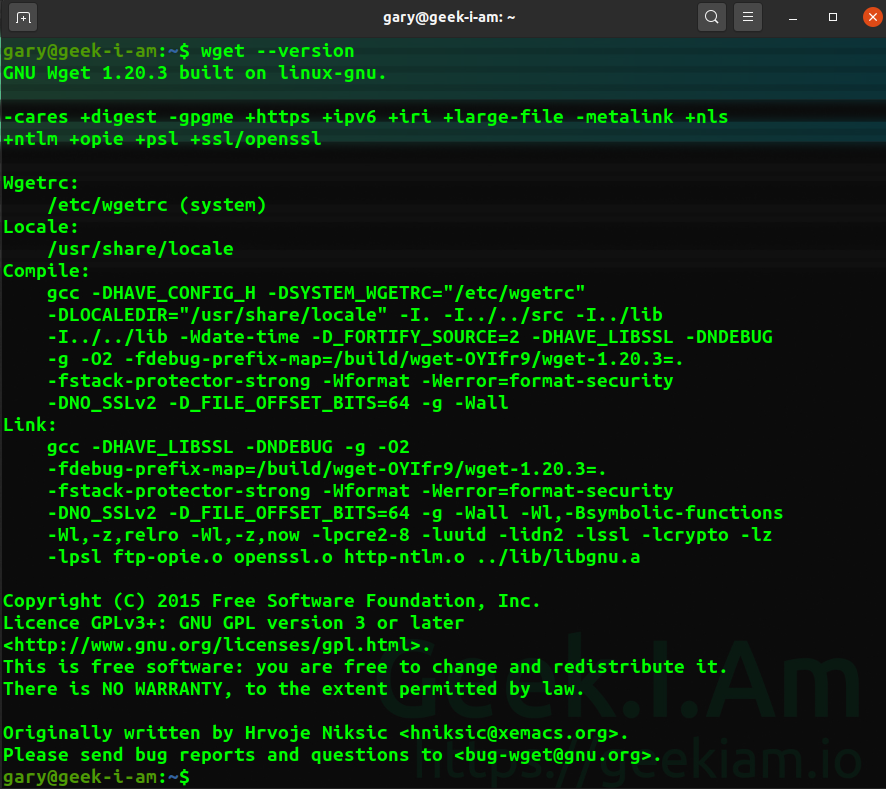 gary@geek-i-am: ~
gary@geek-i-am:~$ wget --version
GNU Wget 1.20.3 built on linux-gnu.
-cares +digest -gpgme +https +ipv6 +iri +large-file -metalink +nls
+ntlm +opie +psl +ssl/openssl
Wgetrc:
    /etc/wgetrc (system)
Locale:
    /usr/share/locale
Compile:
    gcc -DHAVE_CONFIG_H -DSYSTEM_WGETRC="/etc/wgetrc"
    -DLOCALEDIR="/usr/share/locale" -I. -I../../src -I../lib
    -I../../lib -Wdate-time -D_FORTIFY_SOURCE=2 -DHAVE_LIBSSL -DNDEBUG
    -g -O2 -fdebug-prefix-map=/build/wget-OYIfr9/wget-1.20.3=.
    -fstack-protector-strong -Wformat -Werror=format-security
    -DNO_SSLv2 -D_FILE_OFFSET_BITS=64 -g -Wall
Link:
    gcc -DHAVE_LIBSSL -DNDEBUG -g -O2
    -fdebug-prefix-map=/build/wget-OYIfr9/wget-1.20.3=.
    -fstack-protector-strong -Wformat -Werror=format-security
    -DNO_SSLv2 -D_FILE_OFFSET_BITS=64 -g -Wall -Wl,-Bsymbolic-functions
    -Wl,-z,relro -Wl,-z,now -lpcre2-8 -luuid -lidn2 -lssl -lcrypto -lz
    -lpsl ftp-opie.o openssl.o http-ntlm.o ../lib/libgnu.a
Copyright (C) 2015 Free Software Foundation, Inc.
Licence GPLv3+: GNU GPL version 3 or later
<http://www.gnu.org/licenses/gpl.html>.
This is free software: you are free to change and redistribute it.
There is NO WARRANTY, to the extent permitted by law.
Geek.I.Am
Originally written by Hrvoje Niksic <hniksic@xemacs.org>.
Please send bug reports and questions to <bug-wget@gnu.org>.
https://geekiam.io
gary@geek-i-am:~$